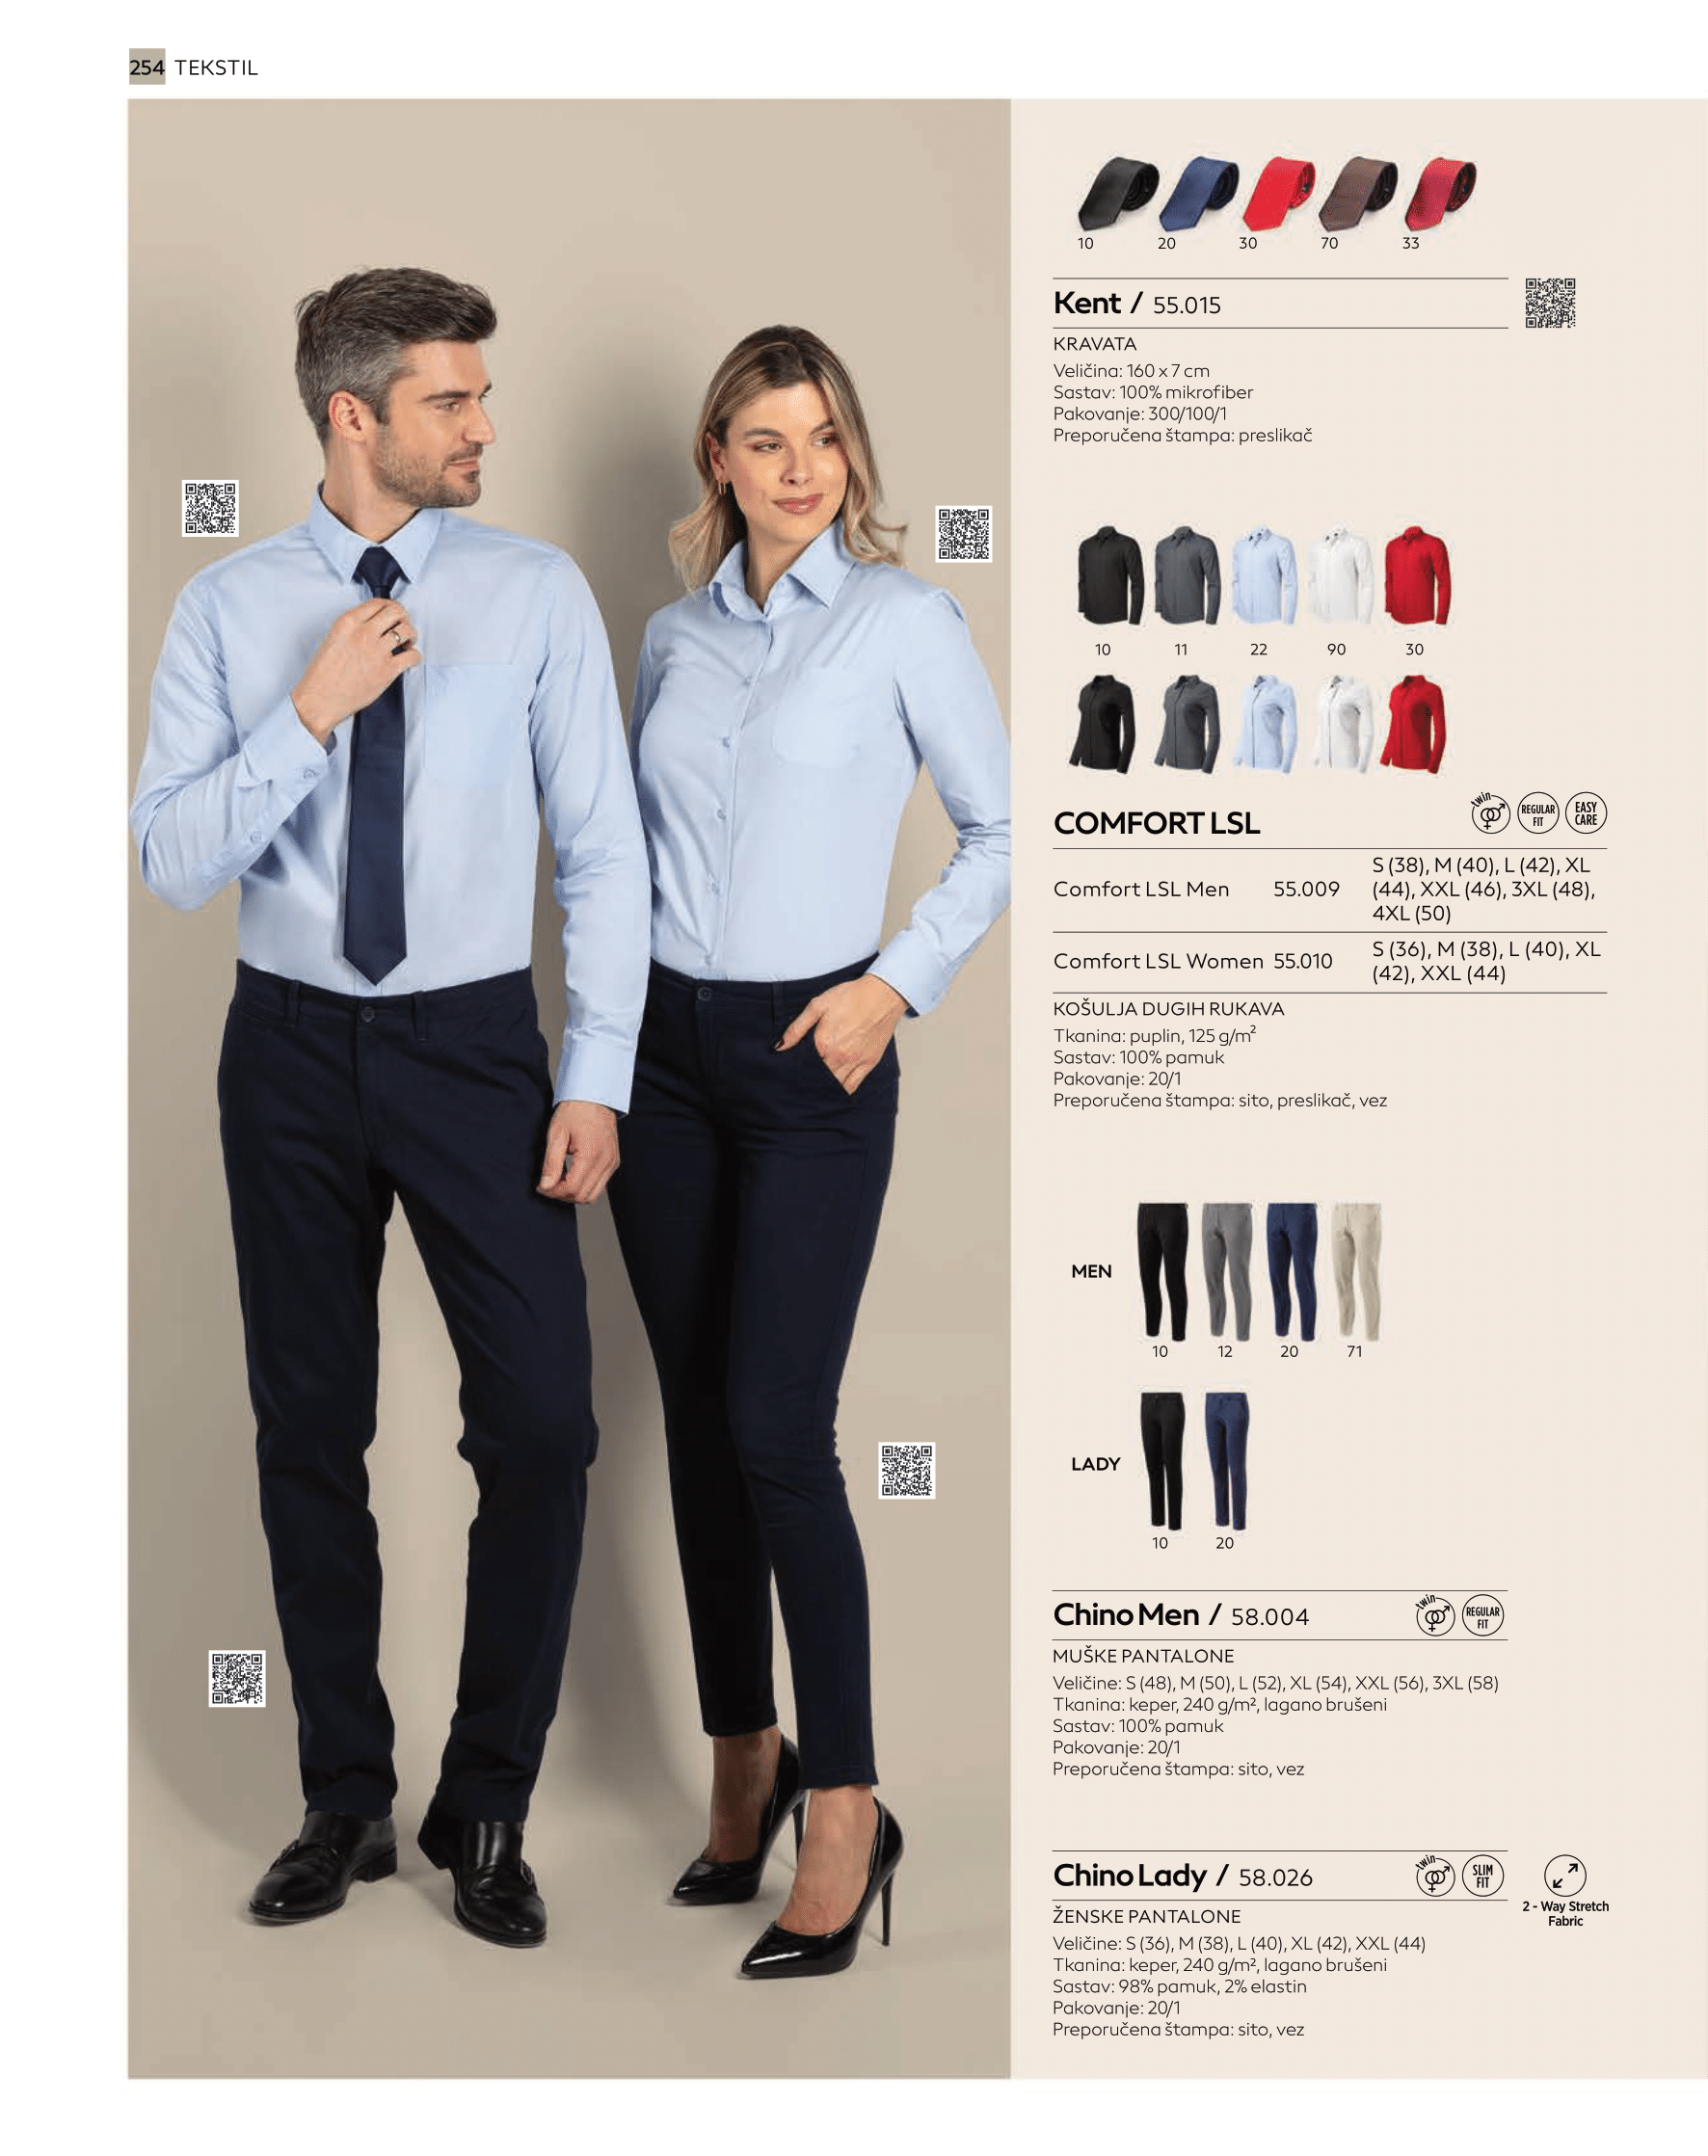 254 TEKSTIL
10 20 30 70 33
Kent / 55.015
KRAVATA
Veličina: 160 x 7 cm
Sastav: 100% mikrofiber
Pakovanje: 300/100/1
Preporučena štampa: preslikač
10 11 22 90 30
COMFORT LSL
twin
REGULAR
FIT
EASY
CARE
Comfort LSL Men 55.009
S (38), M (40), L (42), XL
(44), XXL (46), 3XL (48),
4XL (50)
Comfort LSL Women 55.010
S (36), M (38), L (40), XL
(42), XXL (44)
KOŠULJA DUGIH RUKAVA
Tkanina: puplin, 125 g/m²
Sastav: 100% pamuk
Pakovanje: 20/1
Preporučena štampa: sito, preslikač, vez
MEN
10 12 20 71
LADY
10 20
Chino Men / 58.004
twin
REGULAR
FIT
MUŠKE PANTALONE
Veličine: S (48), M (50), L (52), XL (54), XXL (56), 3XL (58)
Tkanina: keper, 240 g/m², lagano brušeni
Sastav: 100% pamuk
Pakovanje: 20/1
Preporučena štampa: sito, vez
Chino Lady / 58.026
twin
SLIM
FIT
2 - Way Stretch
Fabric
ŽENSKE PANTALONE
Veličine: S (36), M (38), L (40), XL (42), XXL (44)
Tkanina: keper, 240 g/m², lagano brušeni
Sastav: 98% pamuk, 2% elastin
Pakovanje: 20/1
Preporučena štampa: sito, vez